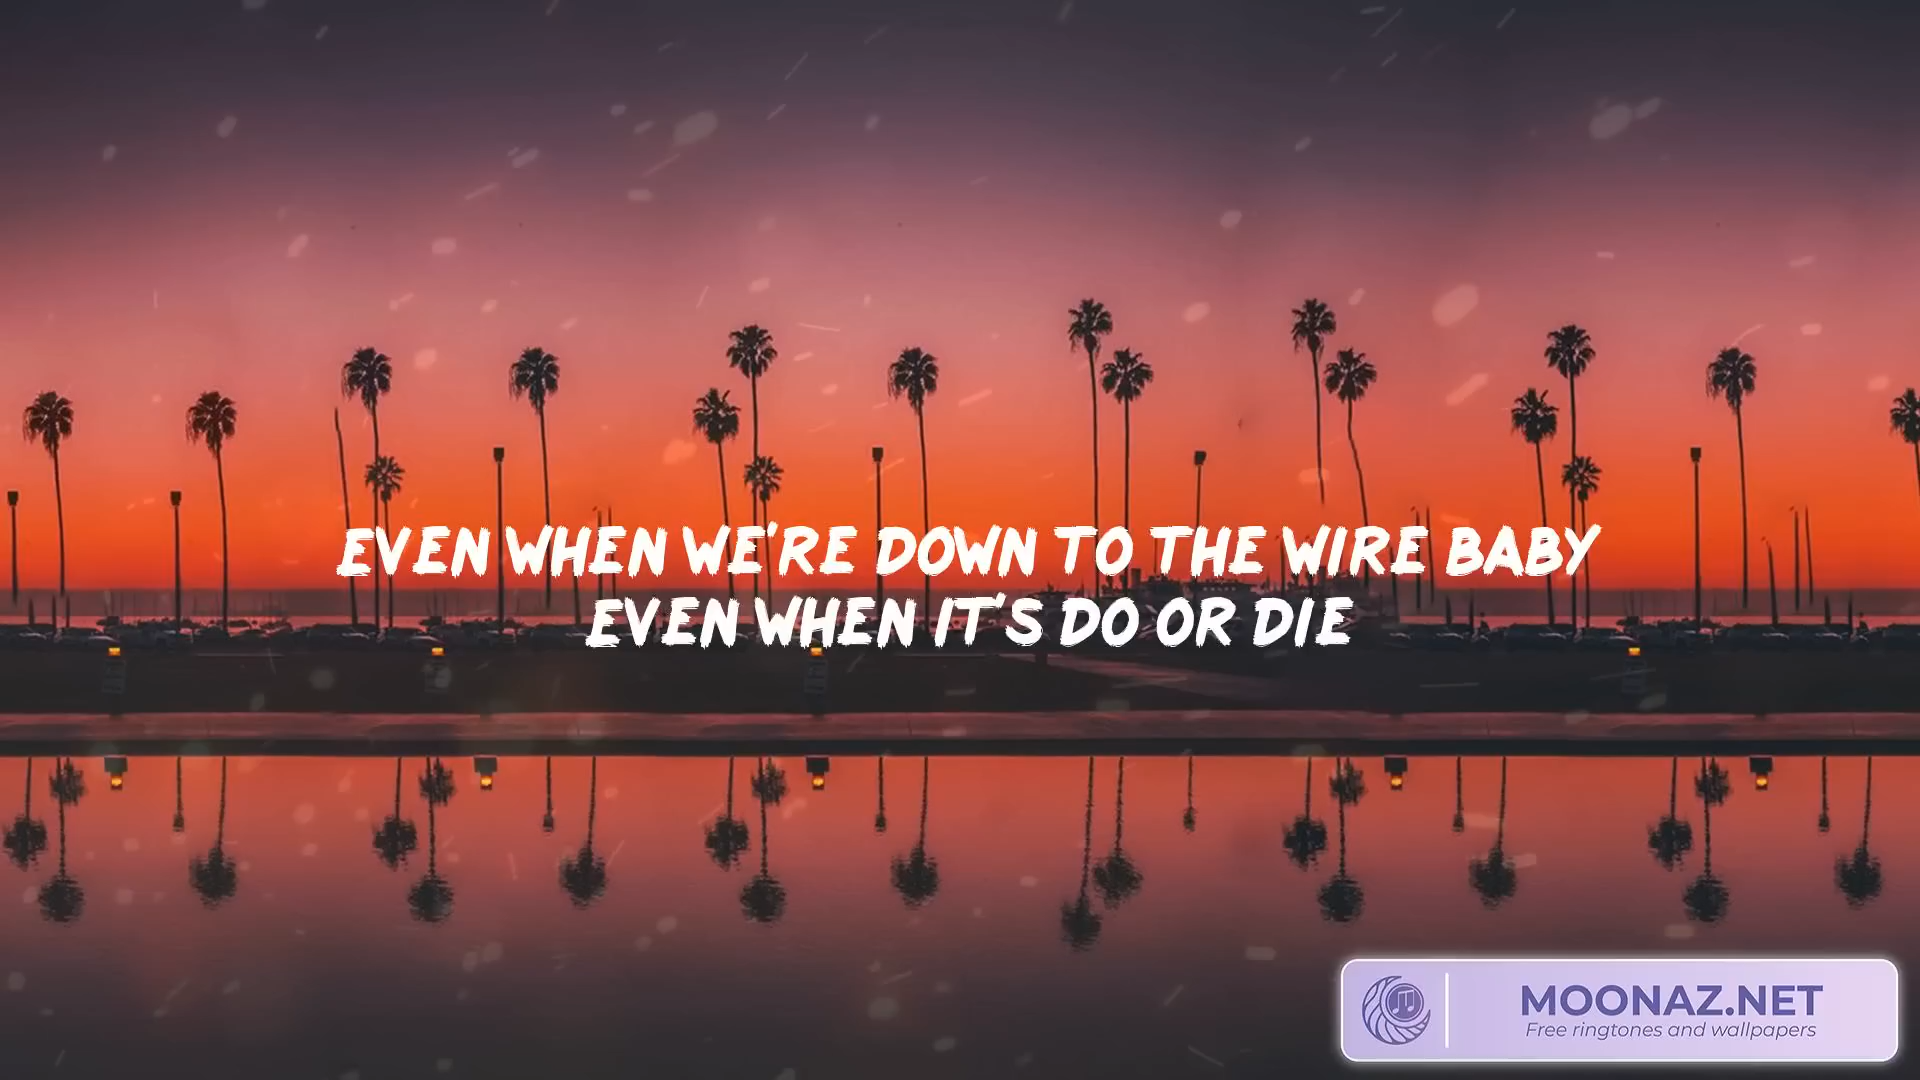 EVEN WHEN WE'RE DOWN TO THE WIRE BABY
EVEN WHEN IT'S DO OR DIE
MOONAZ.NET
Free ringtones and wallpapers